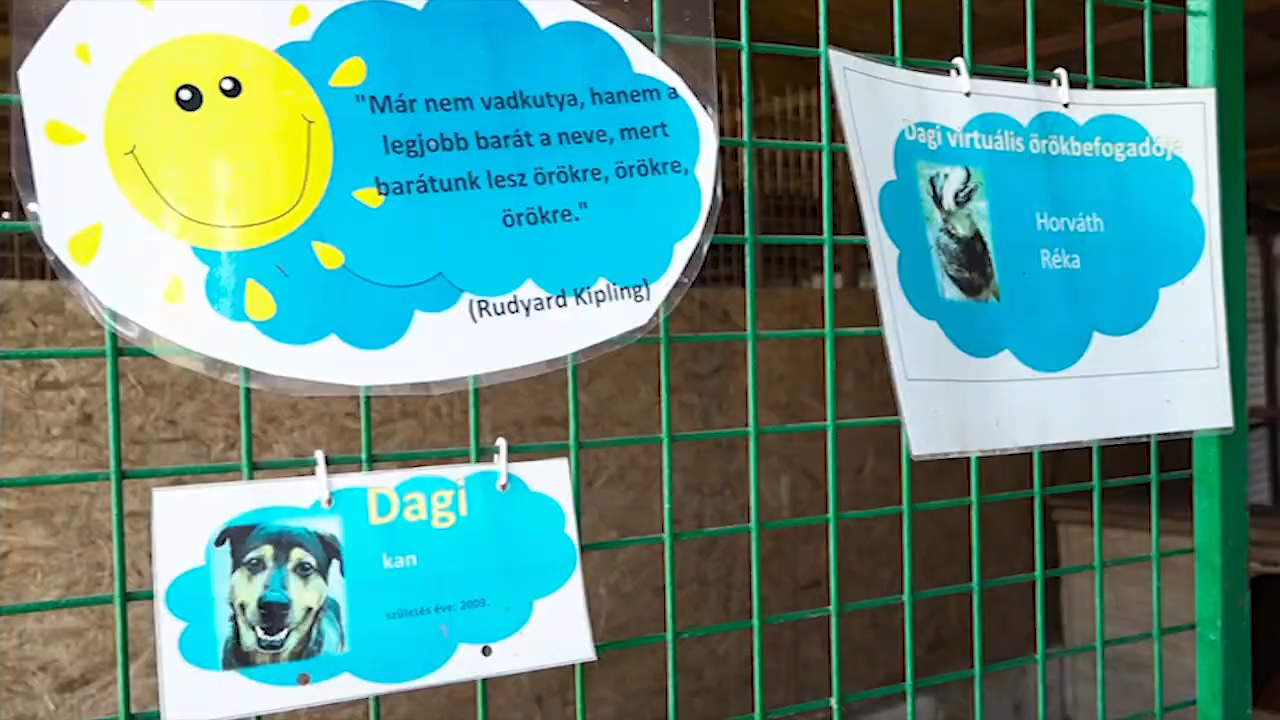 "Már nem vadkutya, hanem a
legjobb barát a neve, mert
barátunk lesz örökre, örökre,
örökre."
(Rudyard Kipling)
Dagi virtuális örökbefogadója
Horváth
Réka
Dagi
kan
születés éve: 2009.